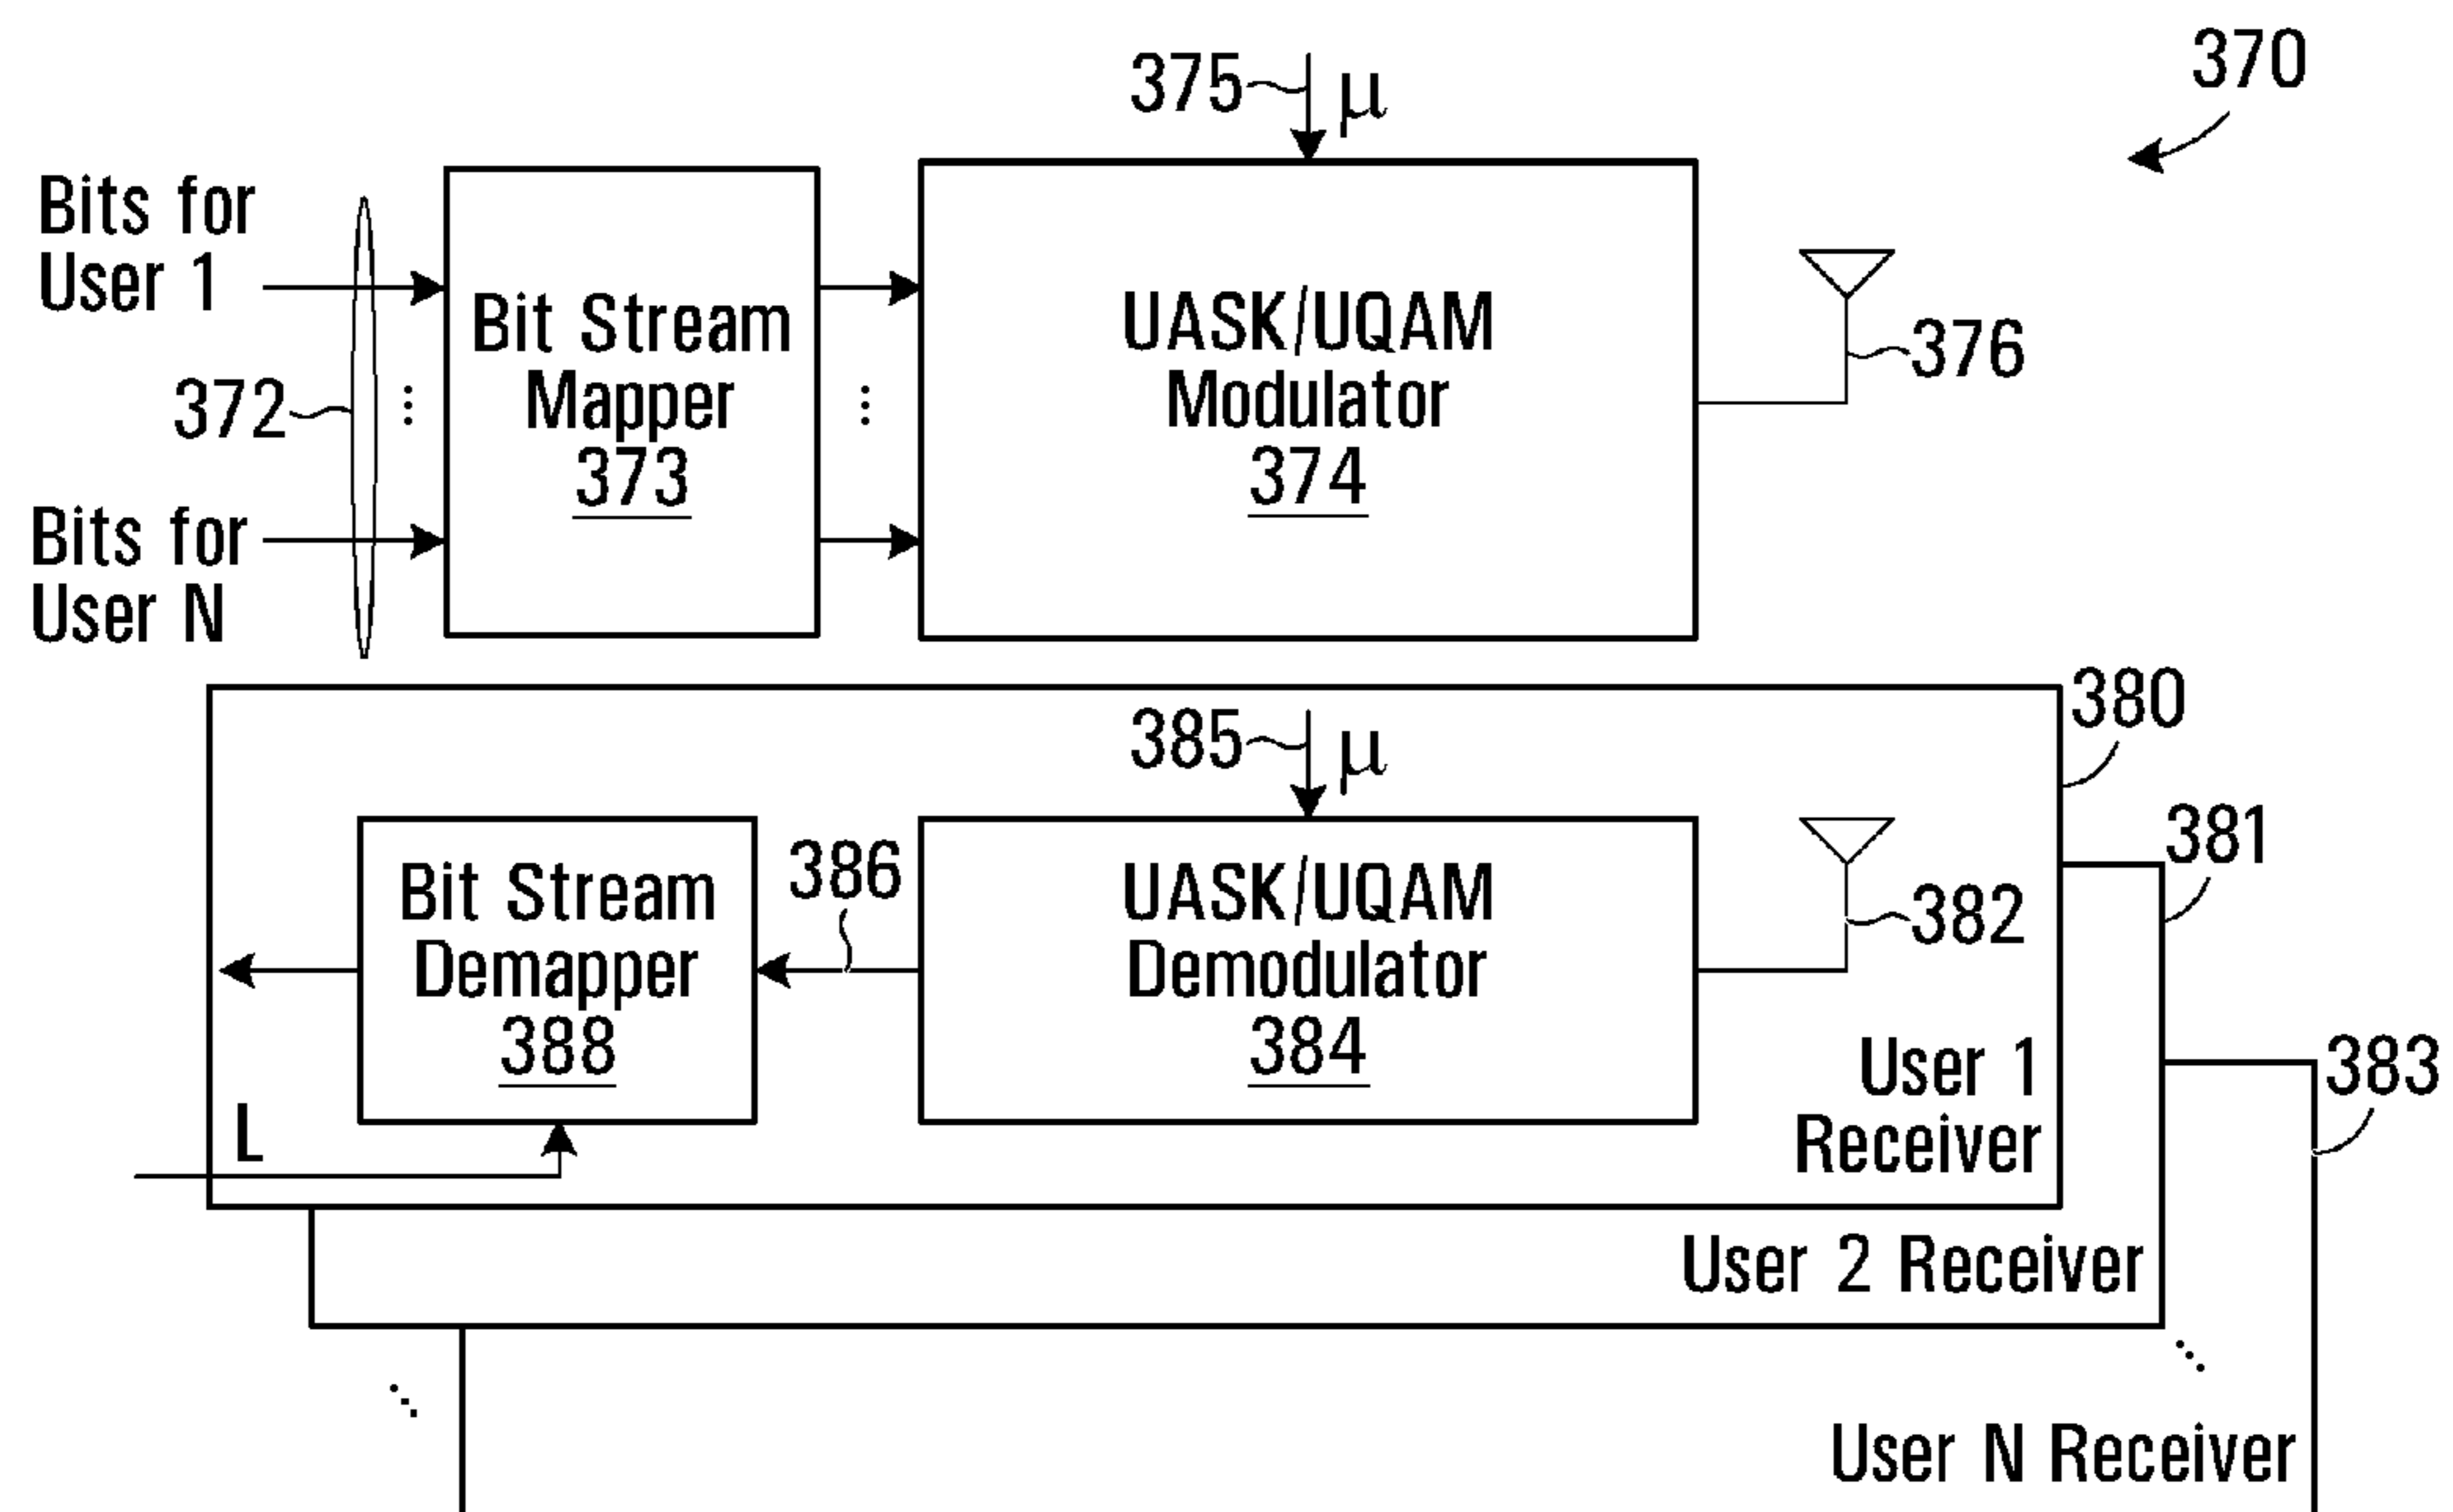 370
375
μ
Bits for
User 1
372
Bits for
User N
Bit Stream
Mapper
373
UASK/UQAM
Modulator
374
376
380
385
μ
381
386
Bit Stream
Demapper
388
UASK/UQAM
Demodulator
384
382
User 1
Receiver
383
L
User 2 Receiver
User N Receiver